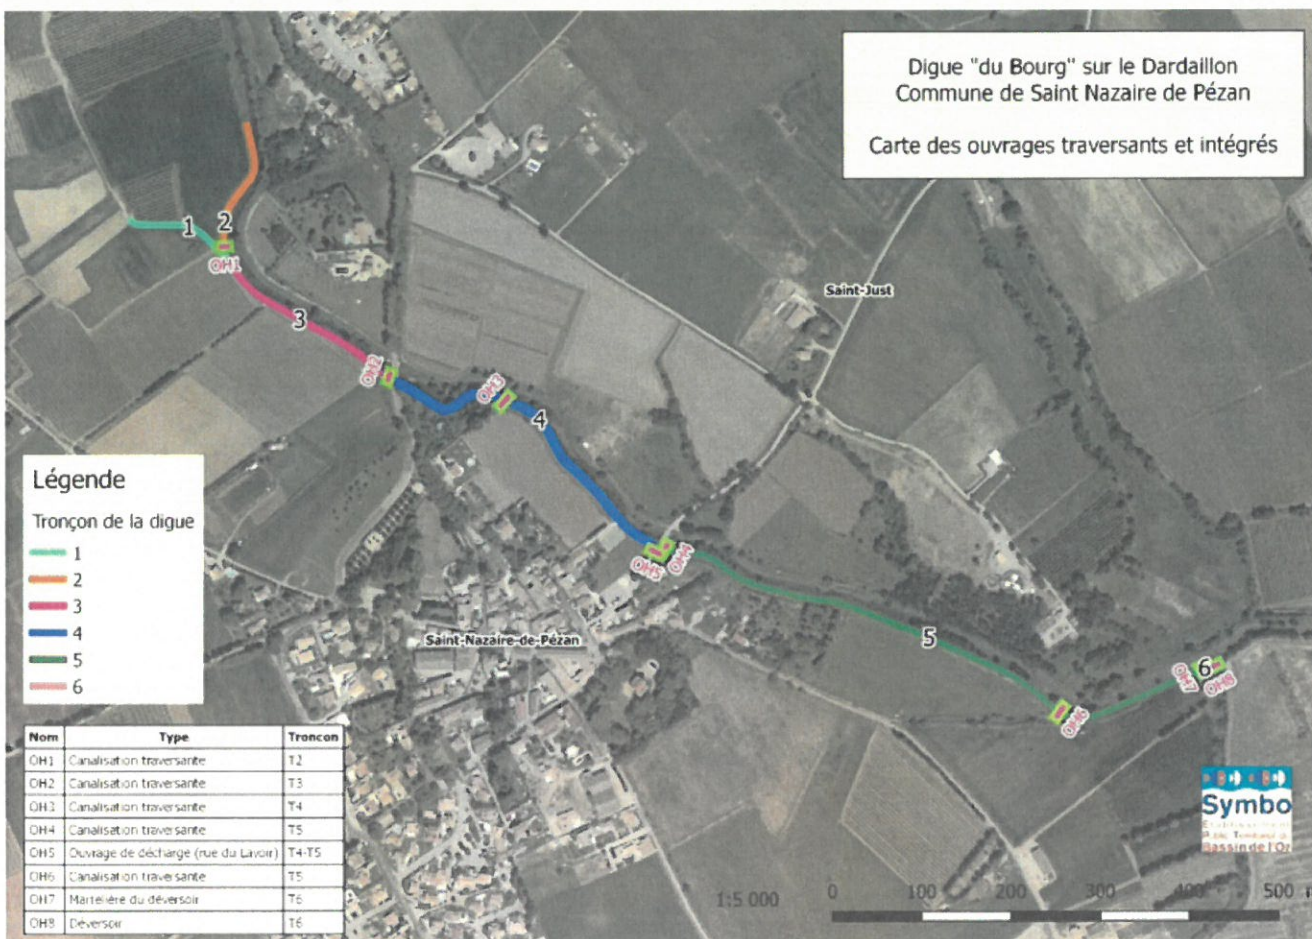 Digue "du Bourg" sur le Dardaillon
Commune de Saint Nazaire de Pézan
Carte des ouvrages traversants et intégrés
1
2
OH1
3
OH2
OH3
4
Saint-Just
OH5
OH4
Saint-Nazaire-de-Pézan
5
OH6
OH7
6
OH8
Légende
Tronçon de la digue
1
2
3
4
5
6
Nom Type Troncon
OH1 Canalisation traversante T2
OH2 Canalisation traversante T3
OH3 Canalisation traversante T4
OH4 Canalisation traversante T5
OH5 Ouvrage de décharge (rue du Lavoir) T4-T5
OH6 Canalisation traversante T5
OH7 Martelière du déversoir T6
OH8 Déversoir T6
Symbo
Public Territorial
Bassin de l'Or
1:5 000
0 100 200 300 400 500